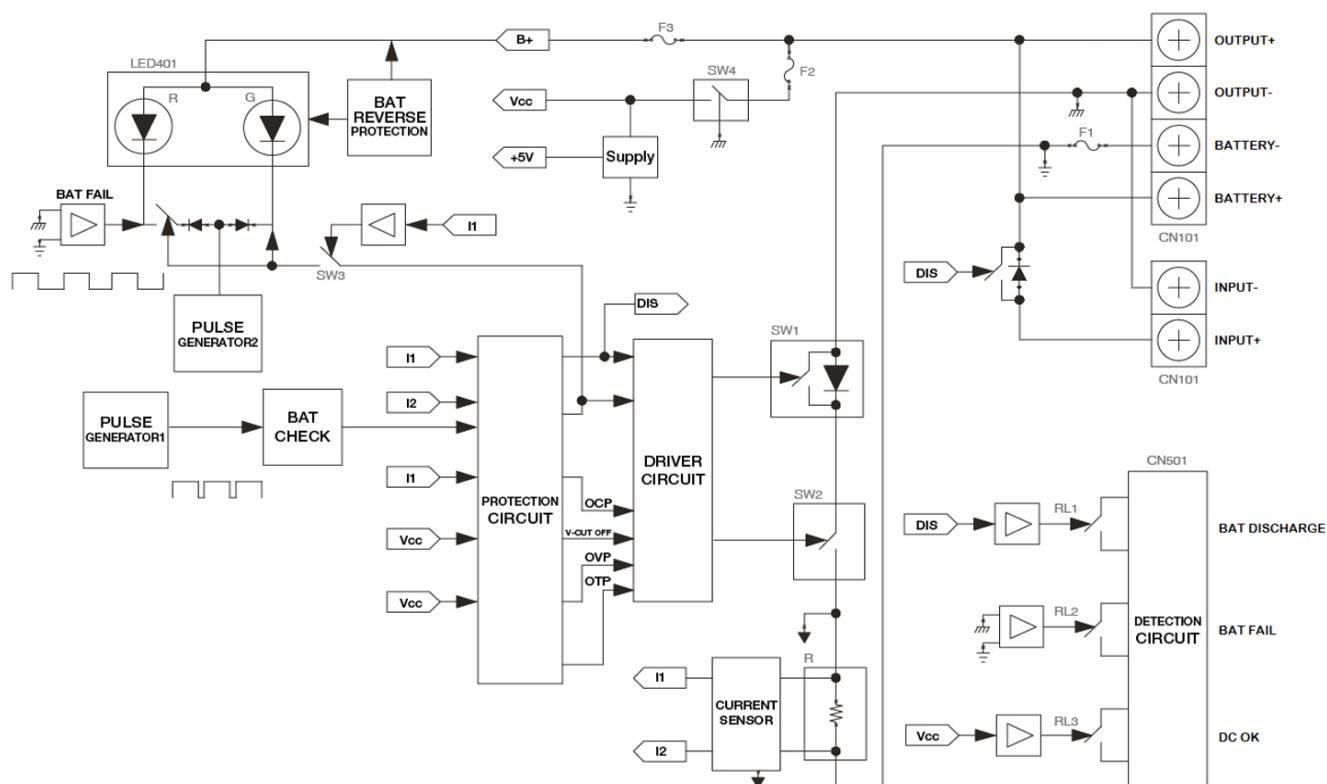 B+
F3
OUTPUT+
LED401
SW4
F2
R
G
BAT
REVERSE
PROTECTION
Vcc
OUTPUT-
F1
+5V
Supply
BATTERY-
BAT FAIL
I1
BATTERY+
CN101
SW3
DIS
INPUT-
PULSE
GENERATOR2
DIS
SW1
INPUT+
I1
CN101
I2
PULSE
GENERATOR1
BAT
CHECK
DRIVER
CIRCUIT
CN501
I1
PROTECTION
CIRCUIT
OCP
SW2
DIS
RL1
BAT DISCHARGE
V-CUT OFF
Vcc
OVP
OTP
Vcc
RL2
DETECTION
CIRCUIT
BAT FAIL
R
I1
CURRENT
SENSOR
I2
Vcc
RL3
DC OK